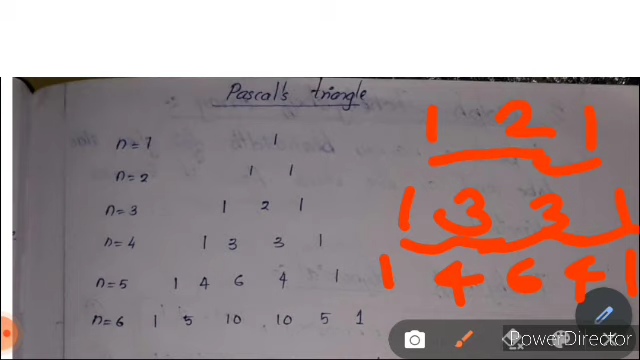 Pascal's triangle
n=1 1
n=2 1 1
n=3 1 2 1
n=4 1 3 3 1
n=5 1 4 6 4 1
n=6 1 5 10 10 5 1
1 2 1
1 3 3 1
1 4 6 4 1
PowerDirector